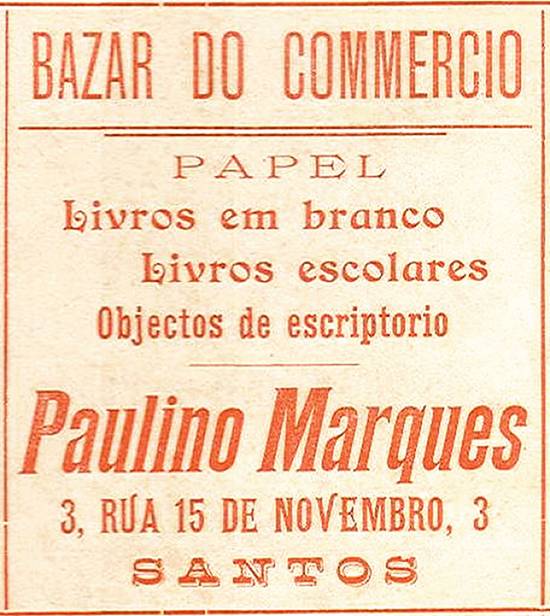 BAZAR DO COMMERCIO
PAPEL
Livros em branco
Livros escolares
Objectos de escriptorio
Paulino Marques
3, RUA 15 DE NOVEMBRO, 3
SANTOS